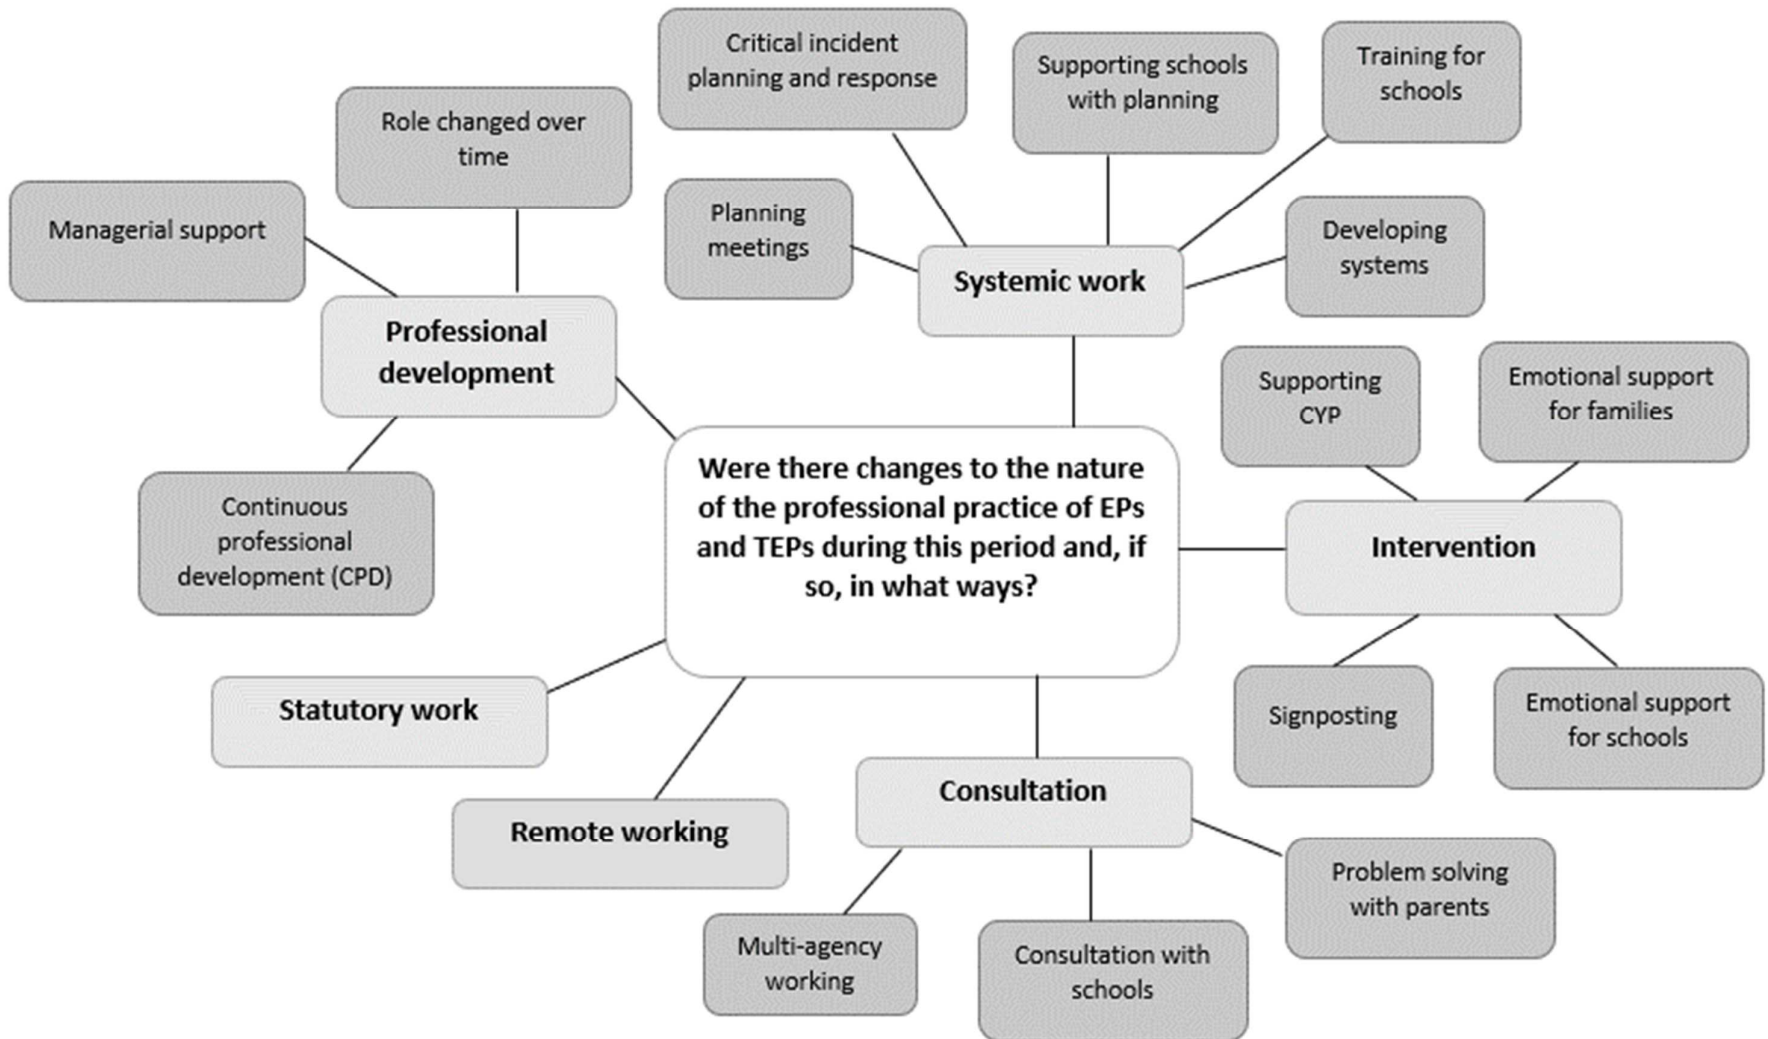 Critical incident
planning and response
Supporting schools
with planning
Training for
schools
Role changed over
time
Managerial support
Planning
meetings
Systemic work
Developing
systems
Professional
development
Continuous
professional
development (CPD)
Were there changes to the nature
of the professional practice of EPs
and TEPs during this period and, if
so, in what ways?
Supporting
CYP
Emotional support
for families
Intervention
Signposting
Emotional support
for schools
Statutory work
Remote working
Consultation
Multi-agency
working
Consultation with
schools
Problem solving
with parents